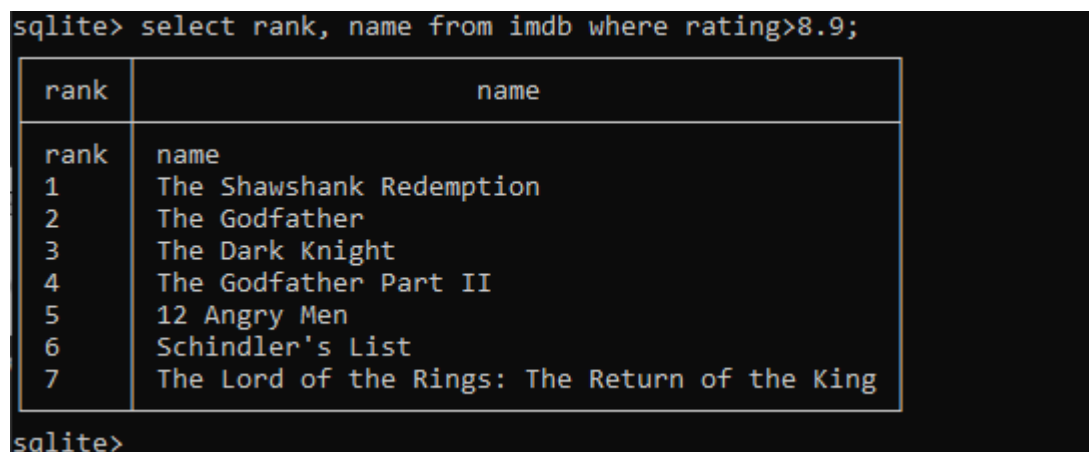 sqlite> select rank, name from imdb where rating>8.9;
rank name
rank name
1 The Shawshank Redemption
2 The Godfather
3 The Dark Knight
4 The Godfather Part II
5 12 Angry Men
6 Schindler's List
7 The Lord of the Rings: The Return of the King
sqlite>